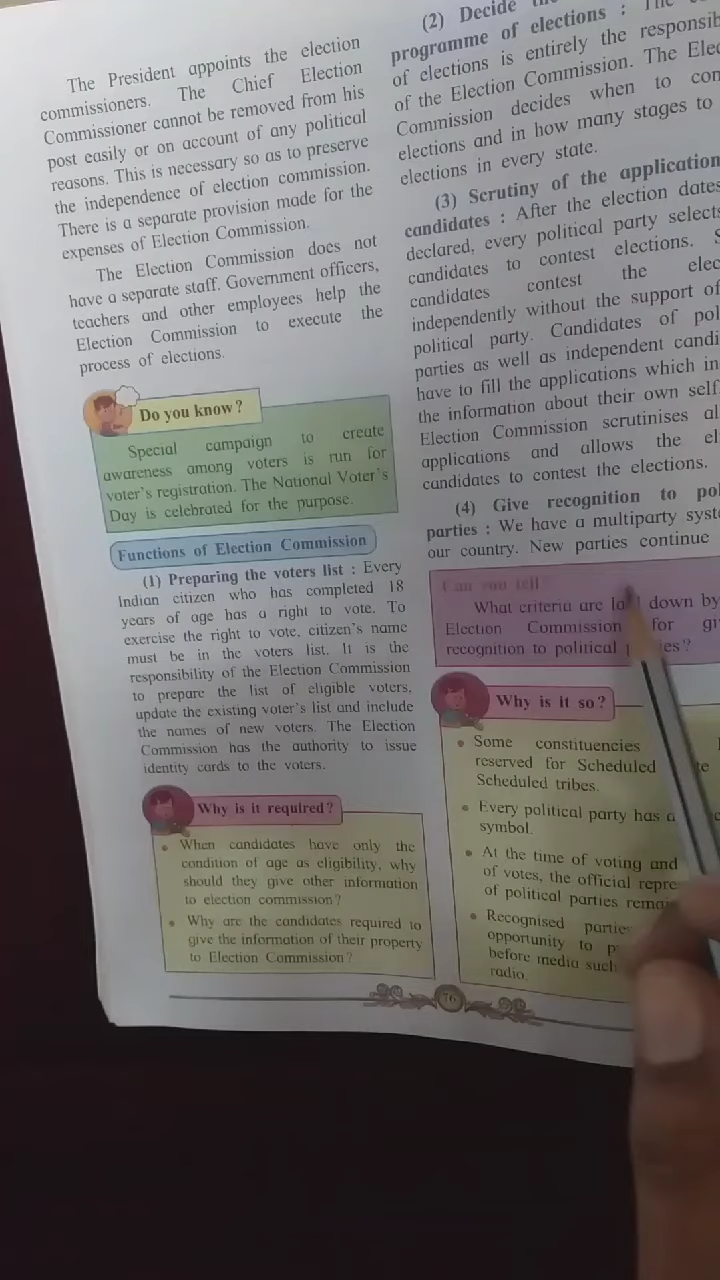 The President appoints the election
commissioners. The Chief Election
Commissioner cannot be removed from his
post easily or on account of any political
reasons. This is necessary so as to preserve
the independence of election commission.
There is a separate provision made for the
expenses of Election Commission.
The Election Commission does not
have a separate staff. Government officers,
teachers and other employees help the
Election Commission to execute the
process of elections.
Do you know?
Special campaign to create
awareness among voters is run for
voter's registration. The National Voter's
Day is celebrated for the purpose.
Functions of Election Commission
(1) Preparing the voters list : Every
Indian citizen who has completed 18
years of age has a right to vote. To
exercise the right to vote, citizen's name
must be in the voters list. It is the
responsibility of the Election Commission
to prepare the list of eligible voters,
update the existing voter's list and include
the names of new voters. The Election
Commission has the authority to issue
identity cards to the voters.
Why is it required?
• When candidates have only the
condition of age as eligibility, why
should they give other information
to election commission?
• Why are the candidates required to
give the information of their property
to Election Commission?
(2) Decide
programme of elections :
of elections is entirely the
of the Election Commission. The
Commission decides when to
elections and in how many stages to
elections in every state.
(3) Scrutiny of the application
candidates : After the election dates
declared, every political party selects
candidates to contest elections.
candidates contest the
independently without the support of
political party. Candidates of
parties as well as independent
have to fill the applications which
the information about their own self.
Election Commission scrutinises
applications and allows the
candidates to contest the elections.
(4) Give recognition to
parties : We have a multiparty
our country. New parties continue
Can you tell?
What criteria are down by
Election Commission for
recognition to political
Why is it so?
• Some constituencies
reserved for Scheduled
Scheduled tribes.
• Every political party has a
symbol.
• At the time of voting and
of votes, the official
of political parties
• Recognised
opportunity to
before media such
radio.
76